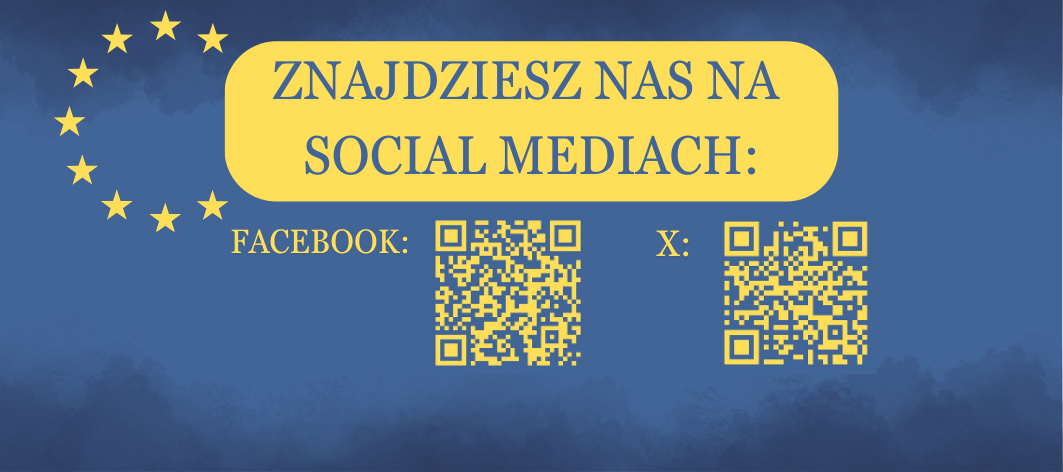 ZNAJDZIESZ NAS NA
SOCIAL MEDIACH:
FACEBOOK:
X: